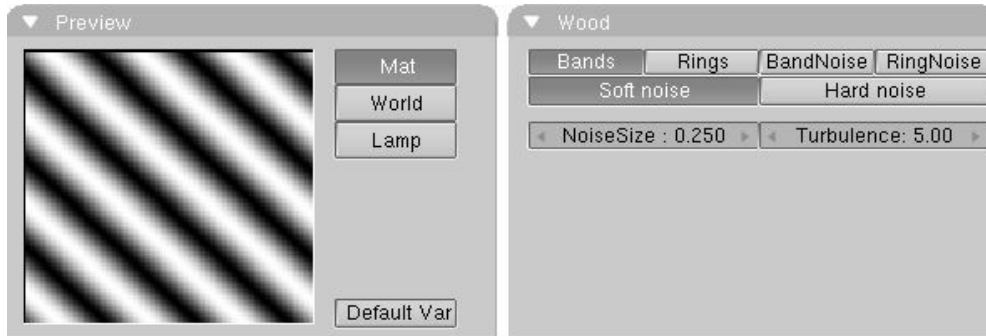 Preview
Mat
World
Lamp
Default Var
Wood
Bands Rings BandNoise RingNoise
Soft noise Hard noise
NoiseSize : 0.250 Turbulence: 5.00